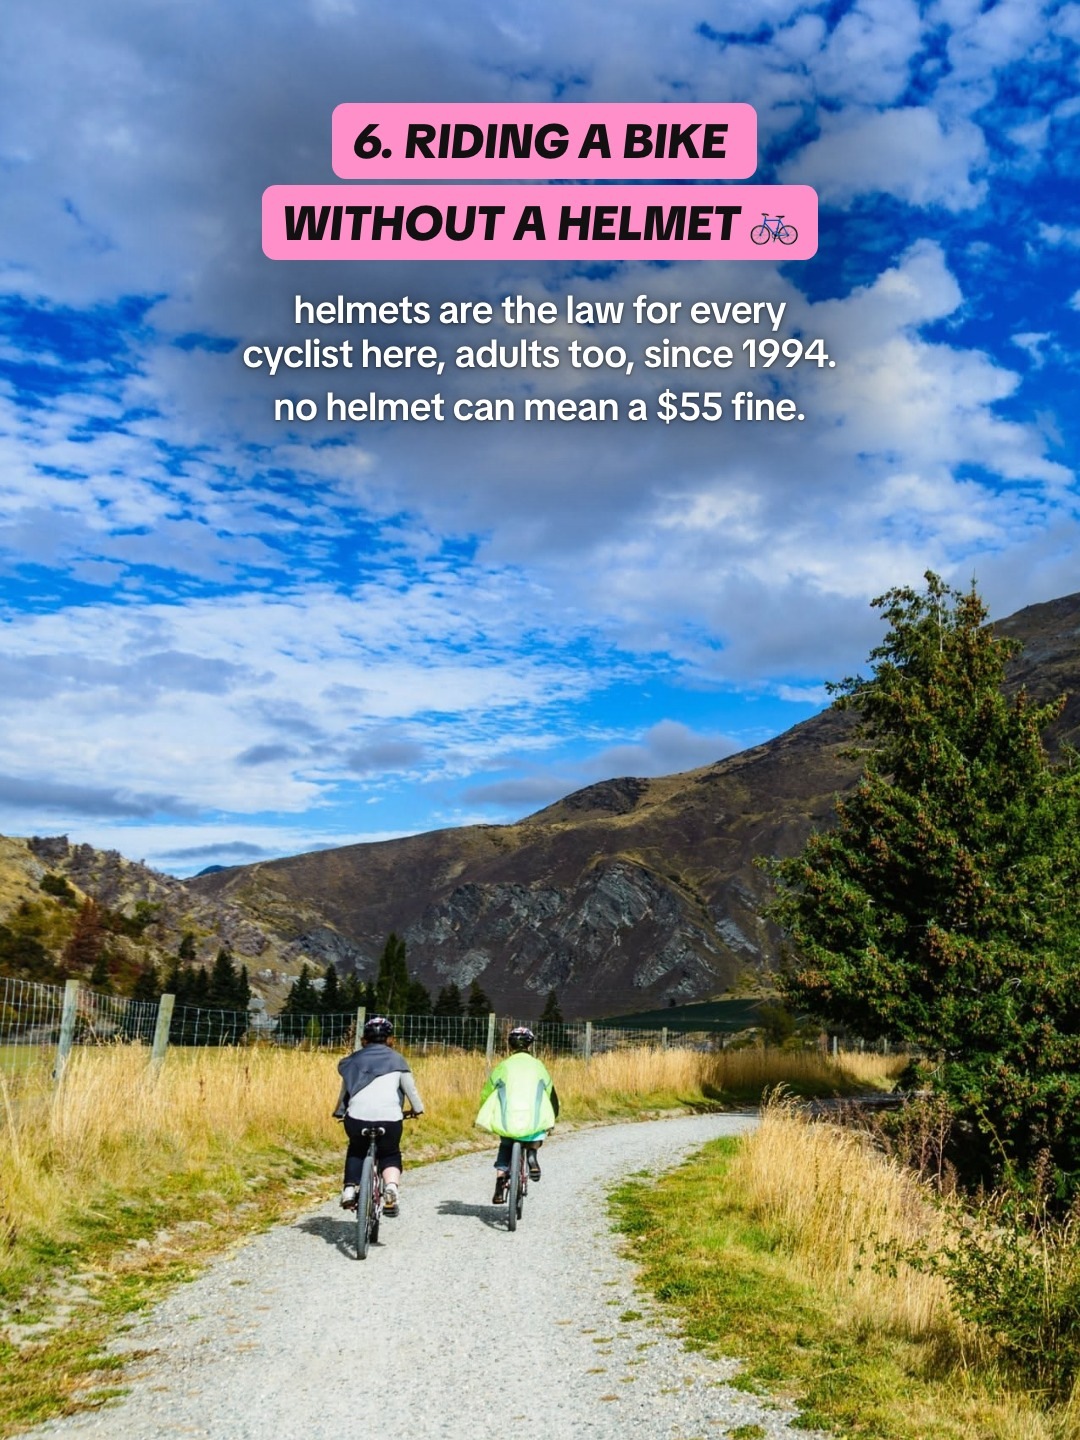 6. RIDING A BIKE
WITHOUT A HELMET 🚲
helmets are the law for every
cyclist here, adults too, since 1994.
no helmet can mean a $55 fine.